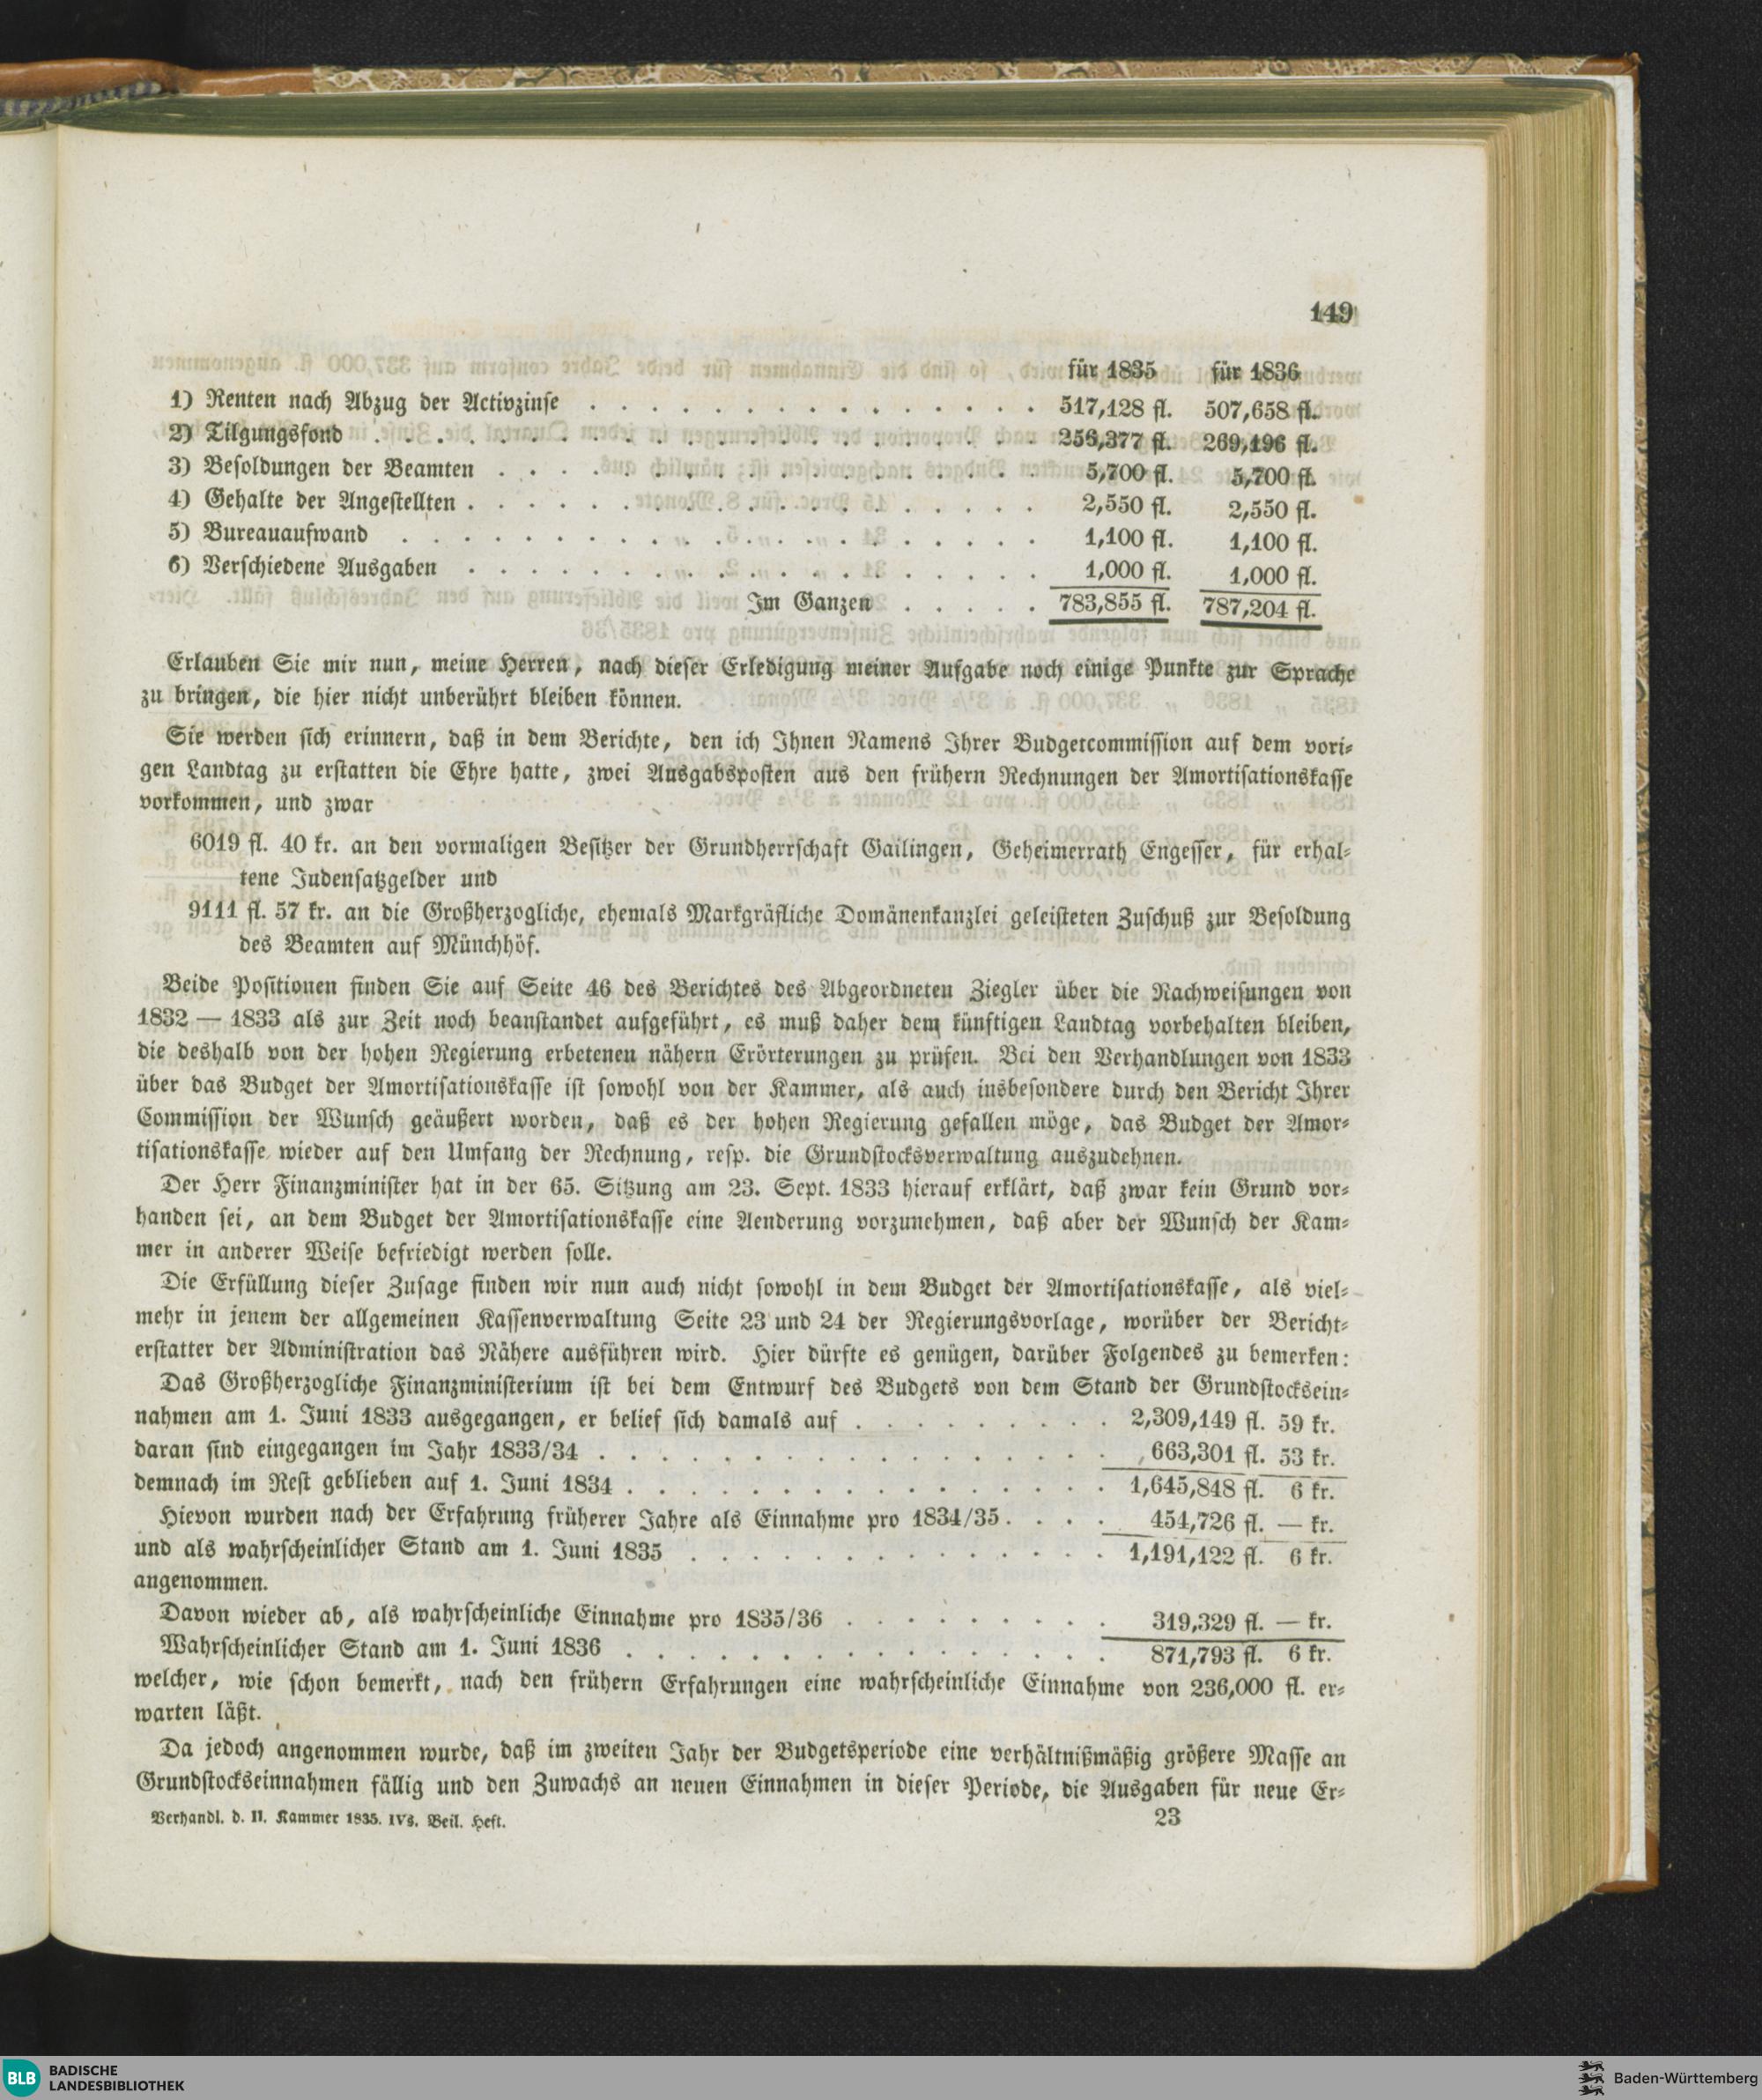 149
für 1835 für 1836
1) Renten nach Abzug der Activzinse . . . . . . . . . . . . . . . 517,128 fl. 507,658 fl.
2) Tilgungsfond . . . . . . . . . . . . . . . . . . . . . . 256,377 fl. 269,196 fl.
3) Besoldungen der Beamten . . . . . . . . . . . . . . . . . . 5,700 fl. 5,700 fl.
4) Gehalte der Angestellten . . . . . . . . . . . . . . . . . . . 2,550 fl. 2,550 fl.
5) Bureauaufwand . . . . . . . . . . . . . . . . . . . . . 1,100 fl. 1,100 fl.
6) Verschiedene Ausgaben . . . . . . . . . . . . . . . . . . . 1,000 fl. 1,000 fl.
Im Ganzen . . . . . 783,855 fl. 787,204 fl.
Erlauben Sie mir nun, meine Herren, nach dieser Erledigung meiner Aufgabe noch einige Punkte zur Sprache
zu bringen, die hier nicht unberührt bleiben können.
Sie werden sich erinnern, daß in dem Berichte, den ich Ihnen Namens Ihrer Budgetcommission auf dem vori-
gen Landtag zu erstatten die Ehre hatte, zwei Ausgabsposten aus den frühern Rechnungen der Amortisationskasse
vorkommen, und zwar
6019 fl. 40 kr. an den vormaligen Besitzer der Grundherrschaft Gailingen, Geheimerrath Engesser, für erhal-
tene Judensatzgelder und
9111 fl. 57 kr. an die Großherzogliche, ehemals Markgräfliche Domänenkanzlei geleisteten Zuschuß zur Besoldung
des Beamten auf Münchhöf.
Beide Positionen finden Sie auf Seite 46 des Berichtes des Abgeordneten Ziegler über die Nachweisungen von
1832 — 1833 als zur Zeit noch beanstandet aufgeführt, es muß daher dem künftigen Landtag vorbehalten bleiben,
die deshalb von der hohen Regierung erbetenen nähern Erörterungen zu prüfen. Bei den Verhandlungen von 1833
über das Budget der Amortisationskasse ist sowohl von der Kammer, als auch insbesondere durch den Bericht Ihrer
Commission der Wunsch geäußert worden, daß es der hohen Regierung gefallen möge, das Budget der Amor-
tisationskasse wieder auf den Umfang der Rechnung, resp. die Grundstocksverwaltung auszudehnen.
Der Herr Finanzminister hat in der 65. Sitzung am 23. Sept. 1833 hierauf erklärt, daß zwar kein Grund vor-
handen sei, an dem Budget der Amortisationskasse eine Aenderung vorzunehmen, daß aber der Wunsch der Kam-
mer in anderer Weise befriedigt werden solle.
Die Erfüllung dieser Zusage finden wir nun auch nicht sowohl in dem Budget der Amortisationskasse, als viel-
mehr in jenem der allgemeinen Kassenverwaltung Seite 23 und 24 der Regierungsvorlage, worüber der Bericht-
erstatter der Administration das Nähere ausführen wird. Hier dürfte es genügen, darüber Folgendes zu bemerken:
Das Großherzogliche Finanzministerium ist bei dem Entwurf des Budgets von dem Stand der Grundstocksein-
nahmen am 1. Juni 1833 ausgegangen, er belief sich damals auf . . . . . . . . . 2,309,149 fl. 59 kr.
daran sind eingegangen im Jahr 1833/34 . . . . . . . . . . . . . . . . . 663,301 fl. 53 kr.
demnach im Rest geblieben auf 1. Juni 1834 . . . . . . . . . . . . . . . . 1,645,848 fl. 6 kr.
Hievon wurden nach der Erfahrung früherer Jahre als Einnahme pro 1834/35 . . . . 454,726 fl. — kr.
und als wahrscheinlicher Stand am 1. Juni 1835 . . . . . . . . . . . . . . 1,191,122 fl. 6 kr.
angenommen.
Davon wieder ab, als wahrscheinliche Einnahme pro 1835/36 . . . . . . . . . 319,329 fl. — kr.
Wahrscheinlicher Stand am 1. Juni 1836 . . . . . . . . . . . . . . . . 871,793 fl. 6 kr.
welcher, wie schon bemerkt, nach den frühern Erfahrungen eine wahrscheinliche Einnahme von 236,000 fl. er-
warten läßt.
Da jedoch angenommen wurde, daß im zweiten Jahr der Budgetsperiode eine verhältnißmäßig größere Masse an
Grundstockseinnahmen fällig und den Zuwachs an neuen Einnahmen in dieser Periode, die Ausgaben für neue Er-
Verhandl. d. II. Kammer 1835. IVs. Beil. Heft. 23
BLB BADISCHE
LANDESBIBLIOTHEK
Baden-Württemberg